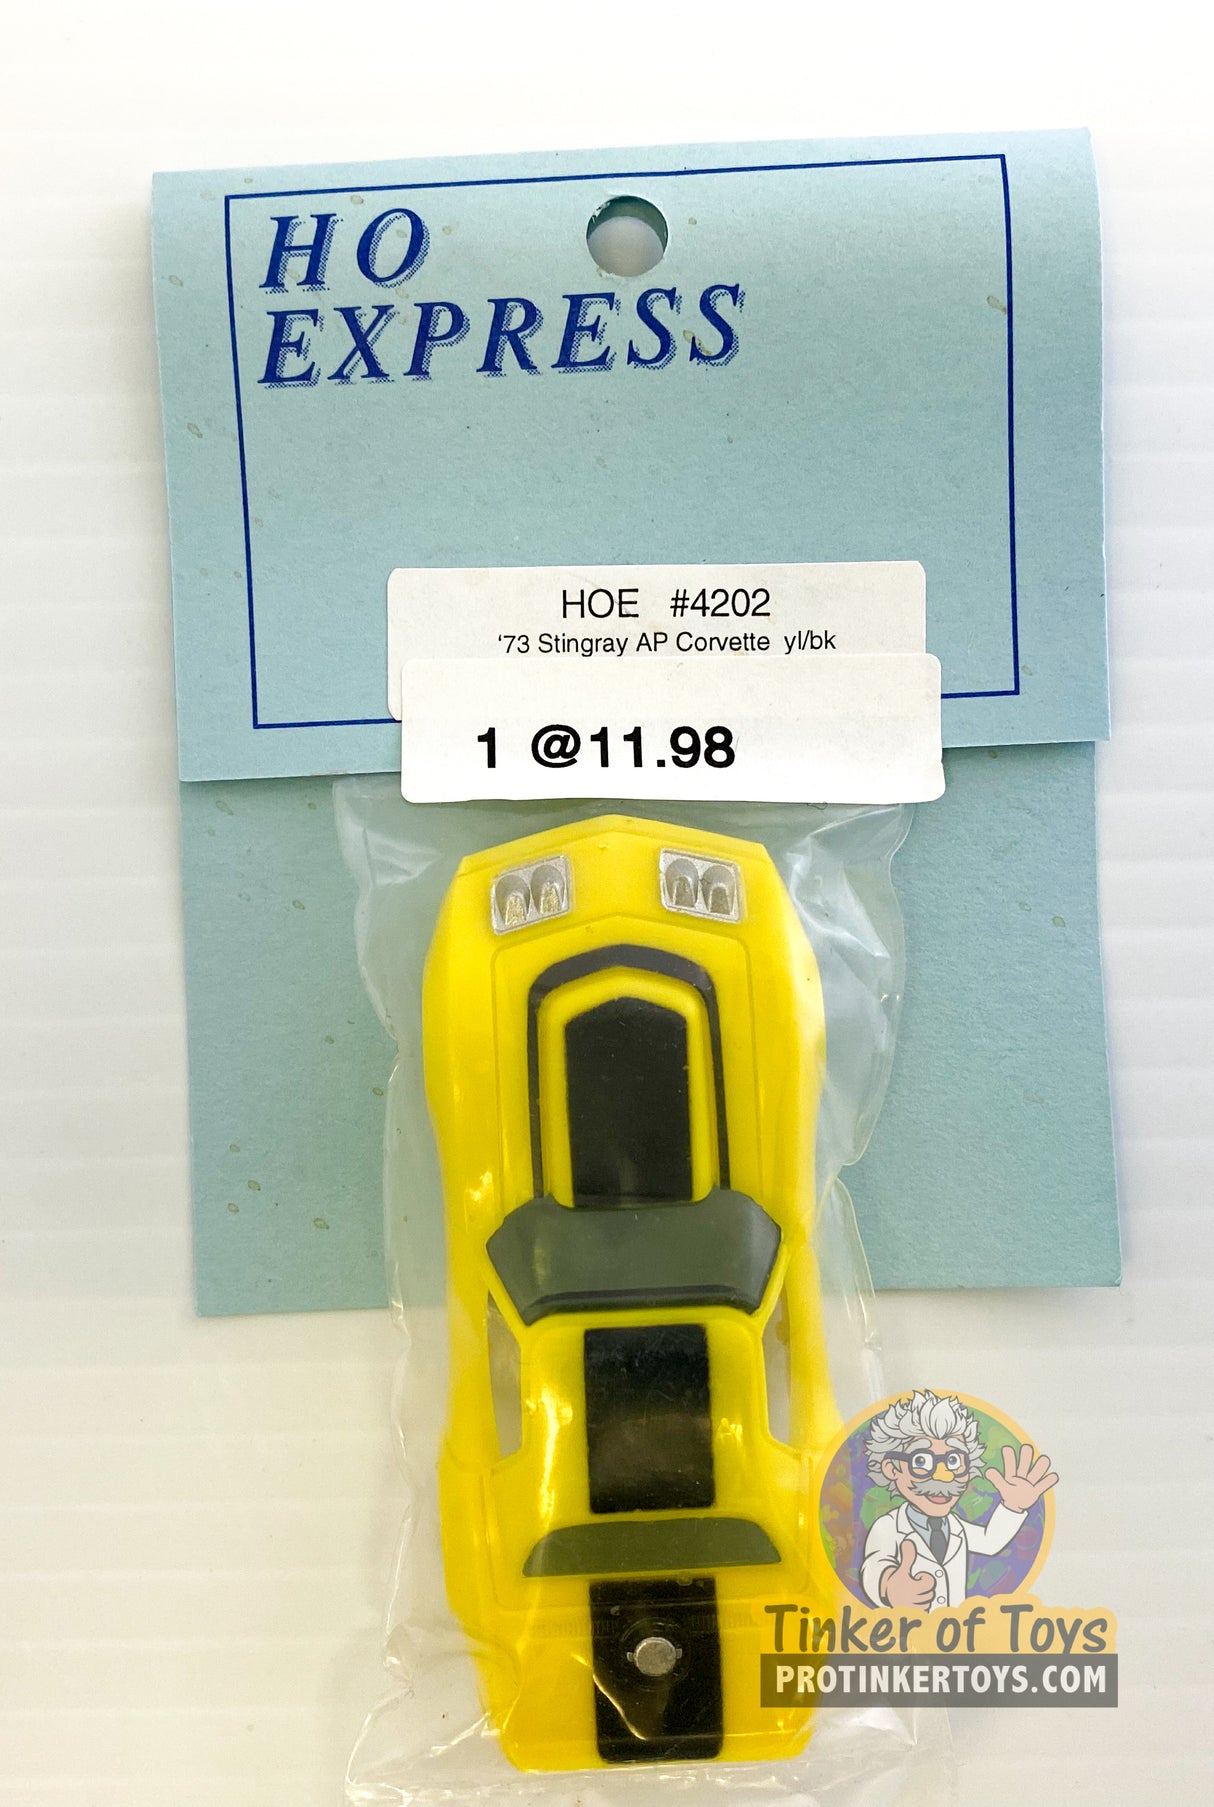 HO
EXPRESS
HOE #4202
‘73 Stingray AP Corvette yl/bk
1 @11.98
Tinker of Toys
PROTINKERTOYS.COM